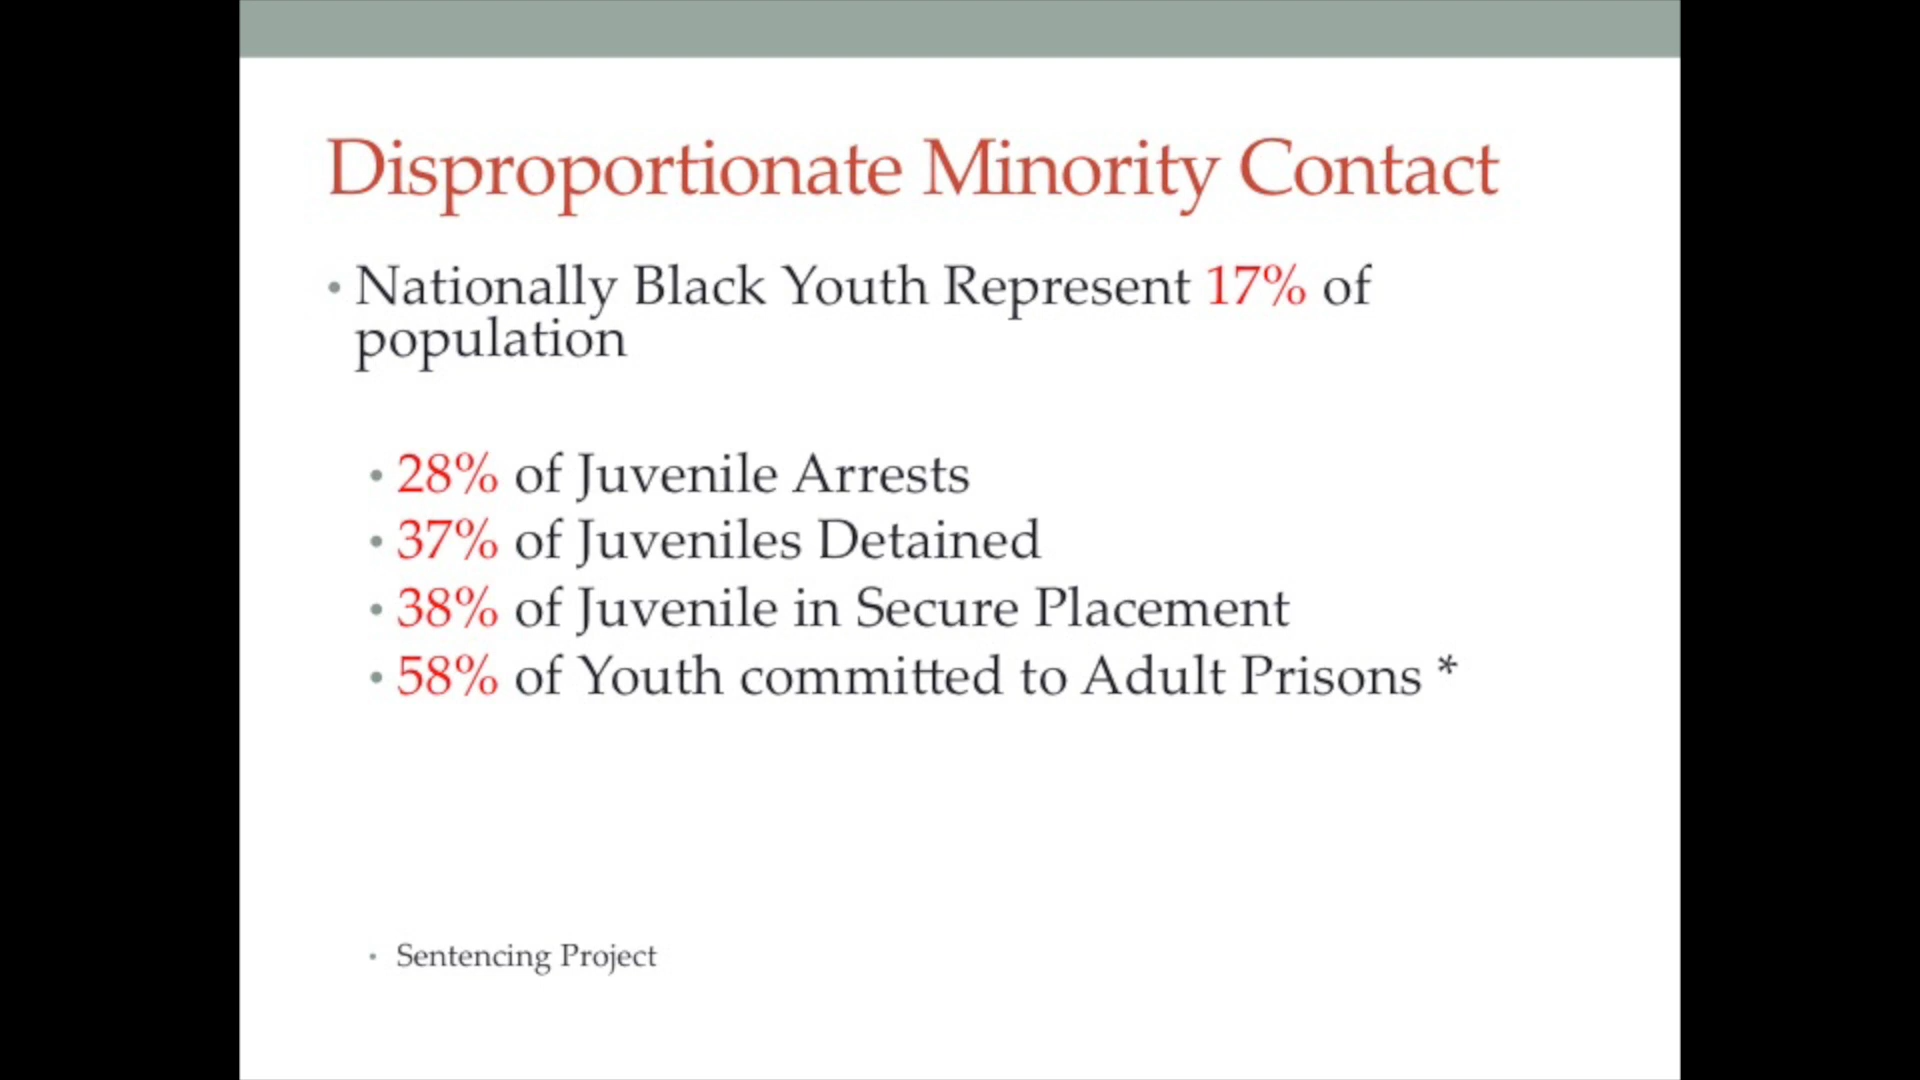 Disproportionate Minority Contact
• Nationally Black Youth Represent 17% of
population
• 28% of Juvenile Arrests
• 37% of Juveniles Detained
• 38% of Juvenile in Secure Placement
• 58% of Youth committed to Adult Prisons *
• Sentencing Project